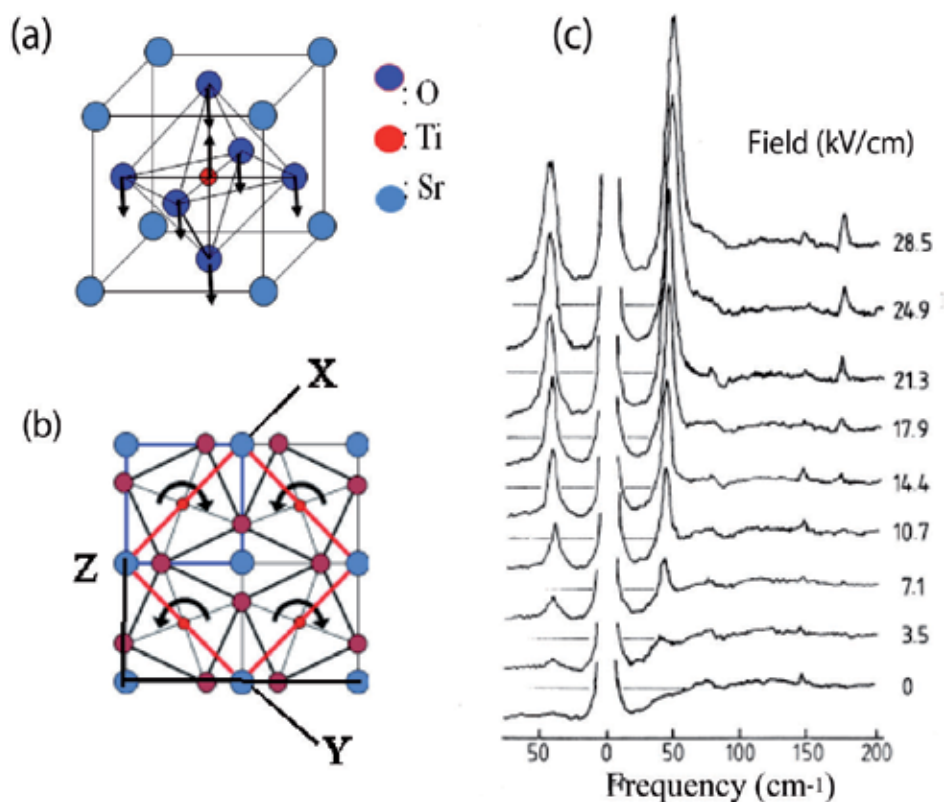 (a)
: O
: Ti
: Sr
(b)
X
Z
Y
(c)
Field (kV/cm)
28.5
24.9
21.3
17.9
14.4
10.7
7.1
3.5
0
50 0 50 100 150 200
Frequency (cm-1)